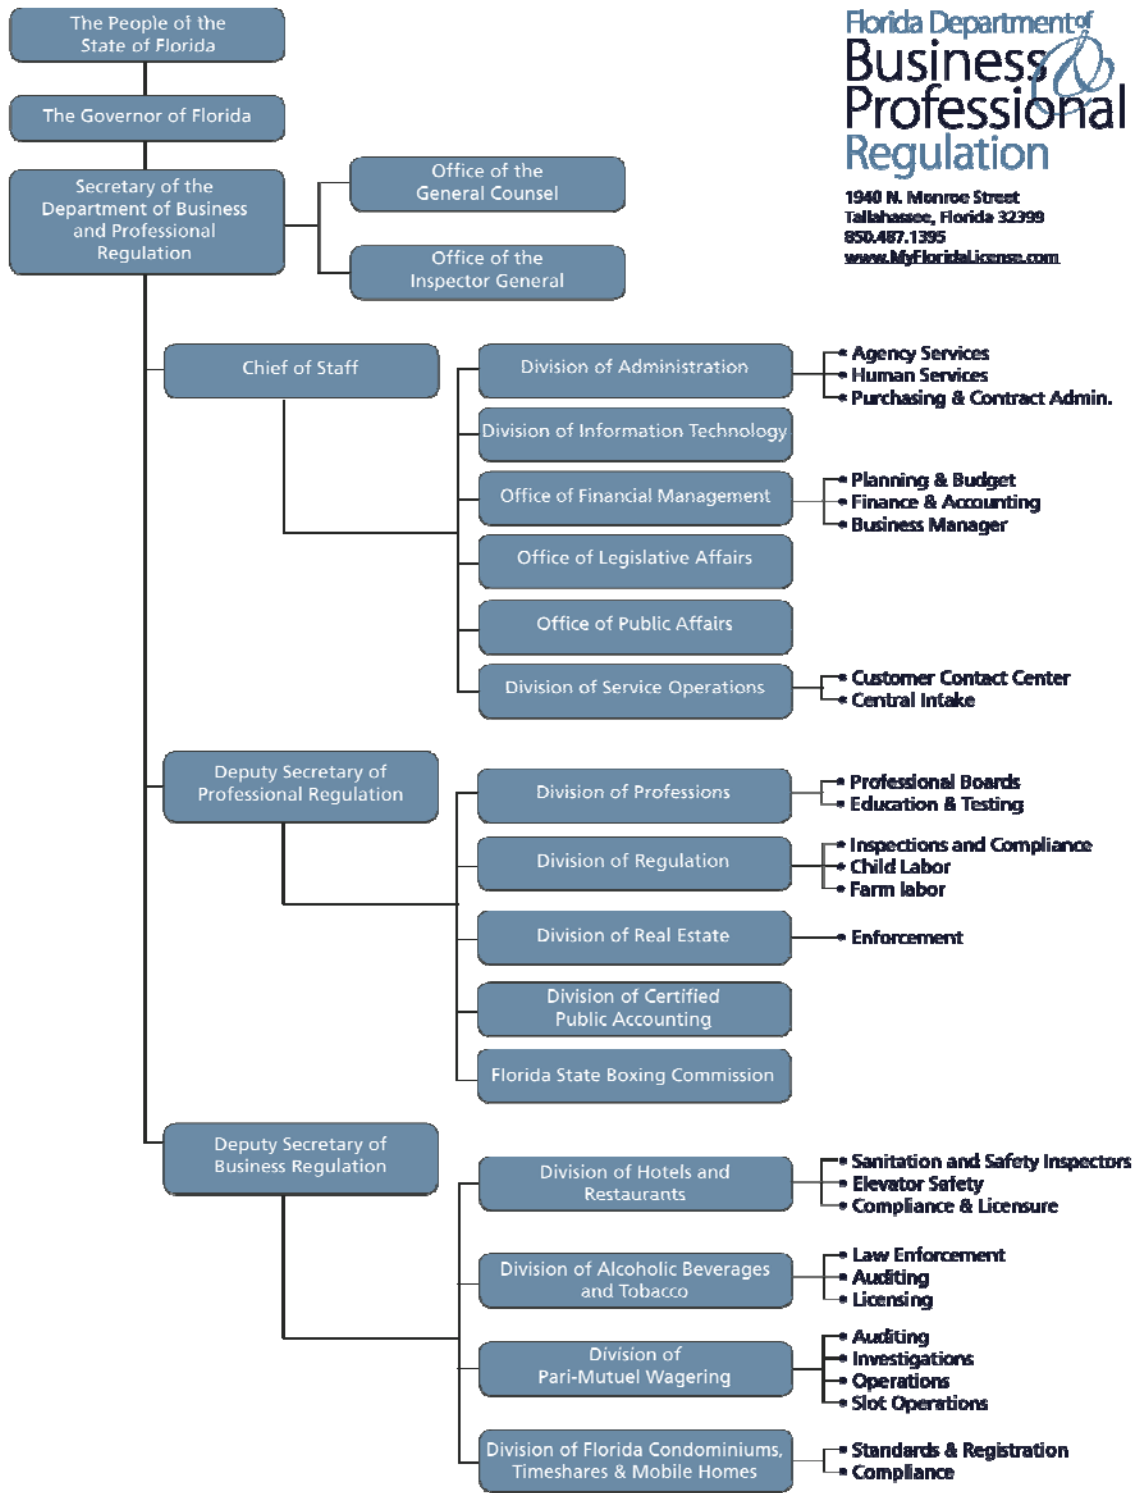 The People of the
State of Florida
The Governor of Florida
Secretary of the
Department of Business
and Professional
Regulation
Office of the
General Counsel
Office of the
Inspector General
Florida Department of
Business &
Professional
Regulation
1940 N. Monroe Street
Tallahassee, Florida 32399
850.487.1395
www.MyFloridaLicense.com
Chief of Staff
Division of Administration
• Agency Services
• Human Services
• Purchasing & Contract Admin.
Division of Information Technology
Office of Financial Management
• Planning & Budget
• Finance & Accounting
• Business Manager
Office of Legislative Affairs
Office of Public Affairs
Division of Service Operations
• Customer Contact Center
• Central Intake
Deputy Secretary of
Professional Regulation
Division of Professions
• Professional Boards
• Education & Testing
Division of Regulation
• Inspections and Compliance
• Child Labor
• Farm labor
Division of Real Estate
• Enforcement
Division of Certified
Public Accounting
Florida State Boxing Commission
Deputy Secretary of
Business Regulation
Division of Hotels and
Restaurants
• Sanitation and Safety Inspectors
• Elevator Safety
• Compliance & Licensure
Division of Alcoholic Beverages
and Tobacco
• Law Enforcement
• Auditing
• Licensing
Division of
Pari-Mutuel Wagering
• Auditing
• Investigations
• Operations
• Slot Operations
Division of Florida Condominiums,
Timeshares & Mobile Homes
• Standards & Registration
• Compliance